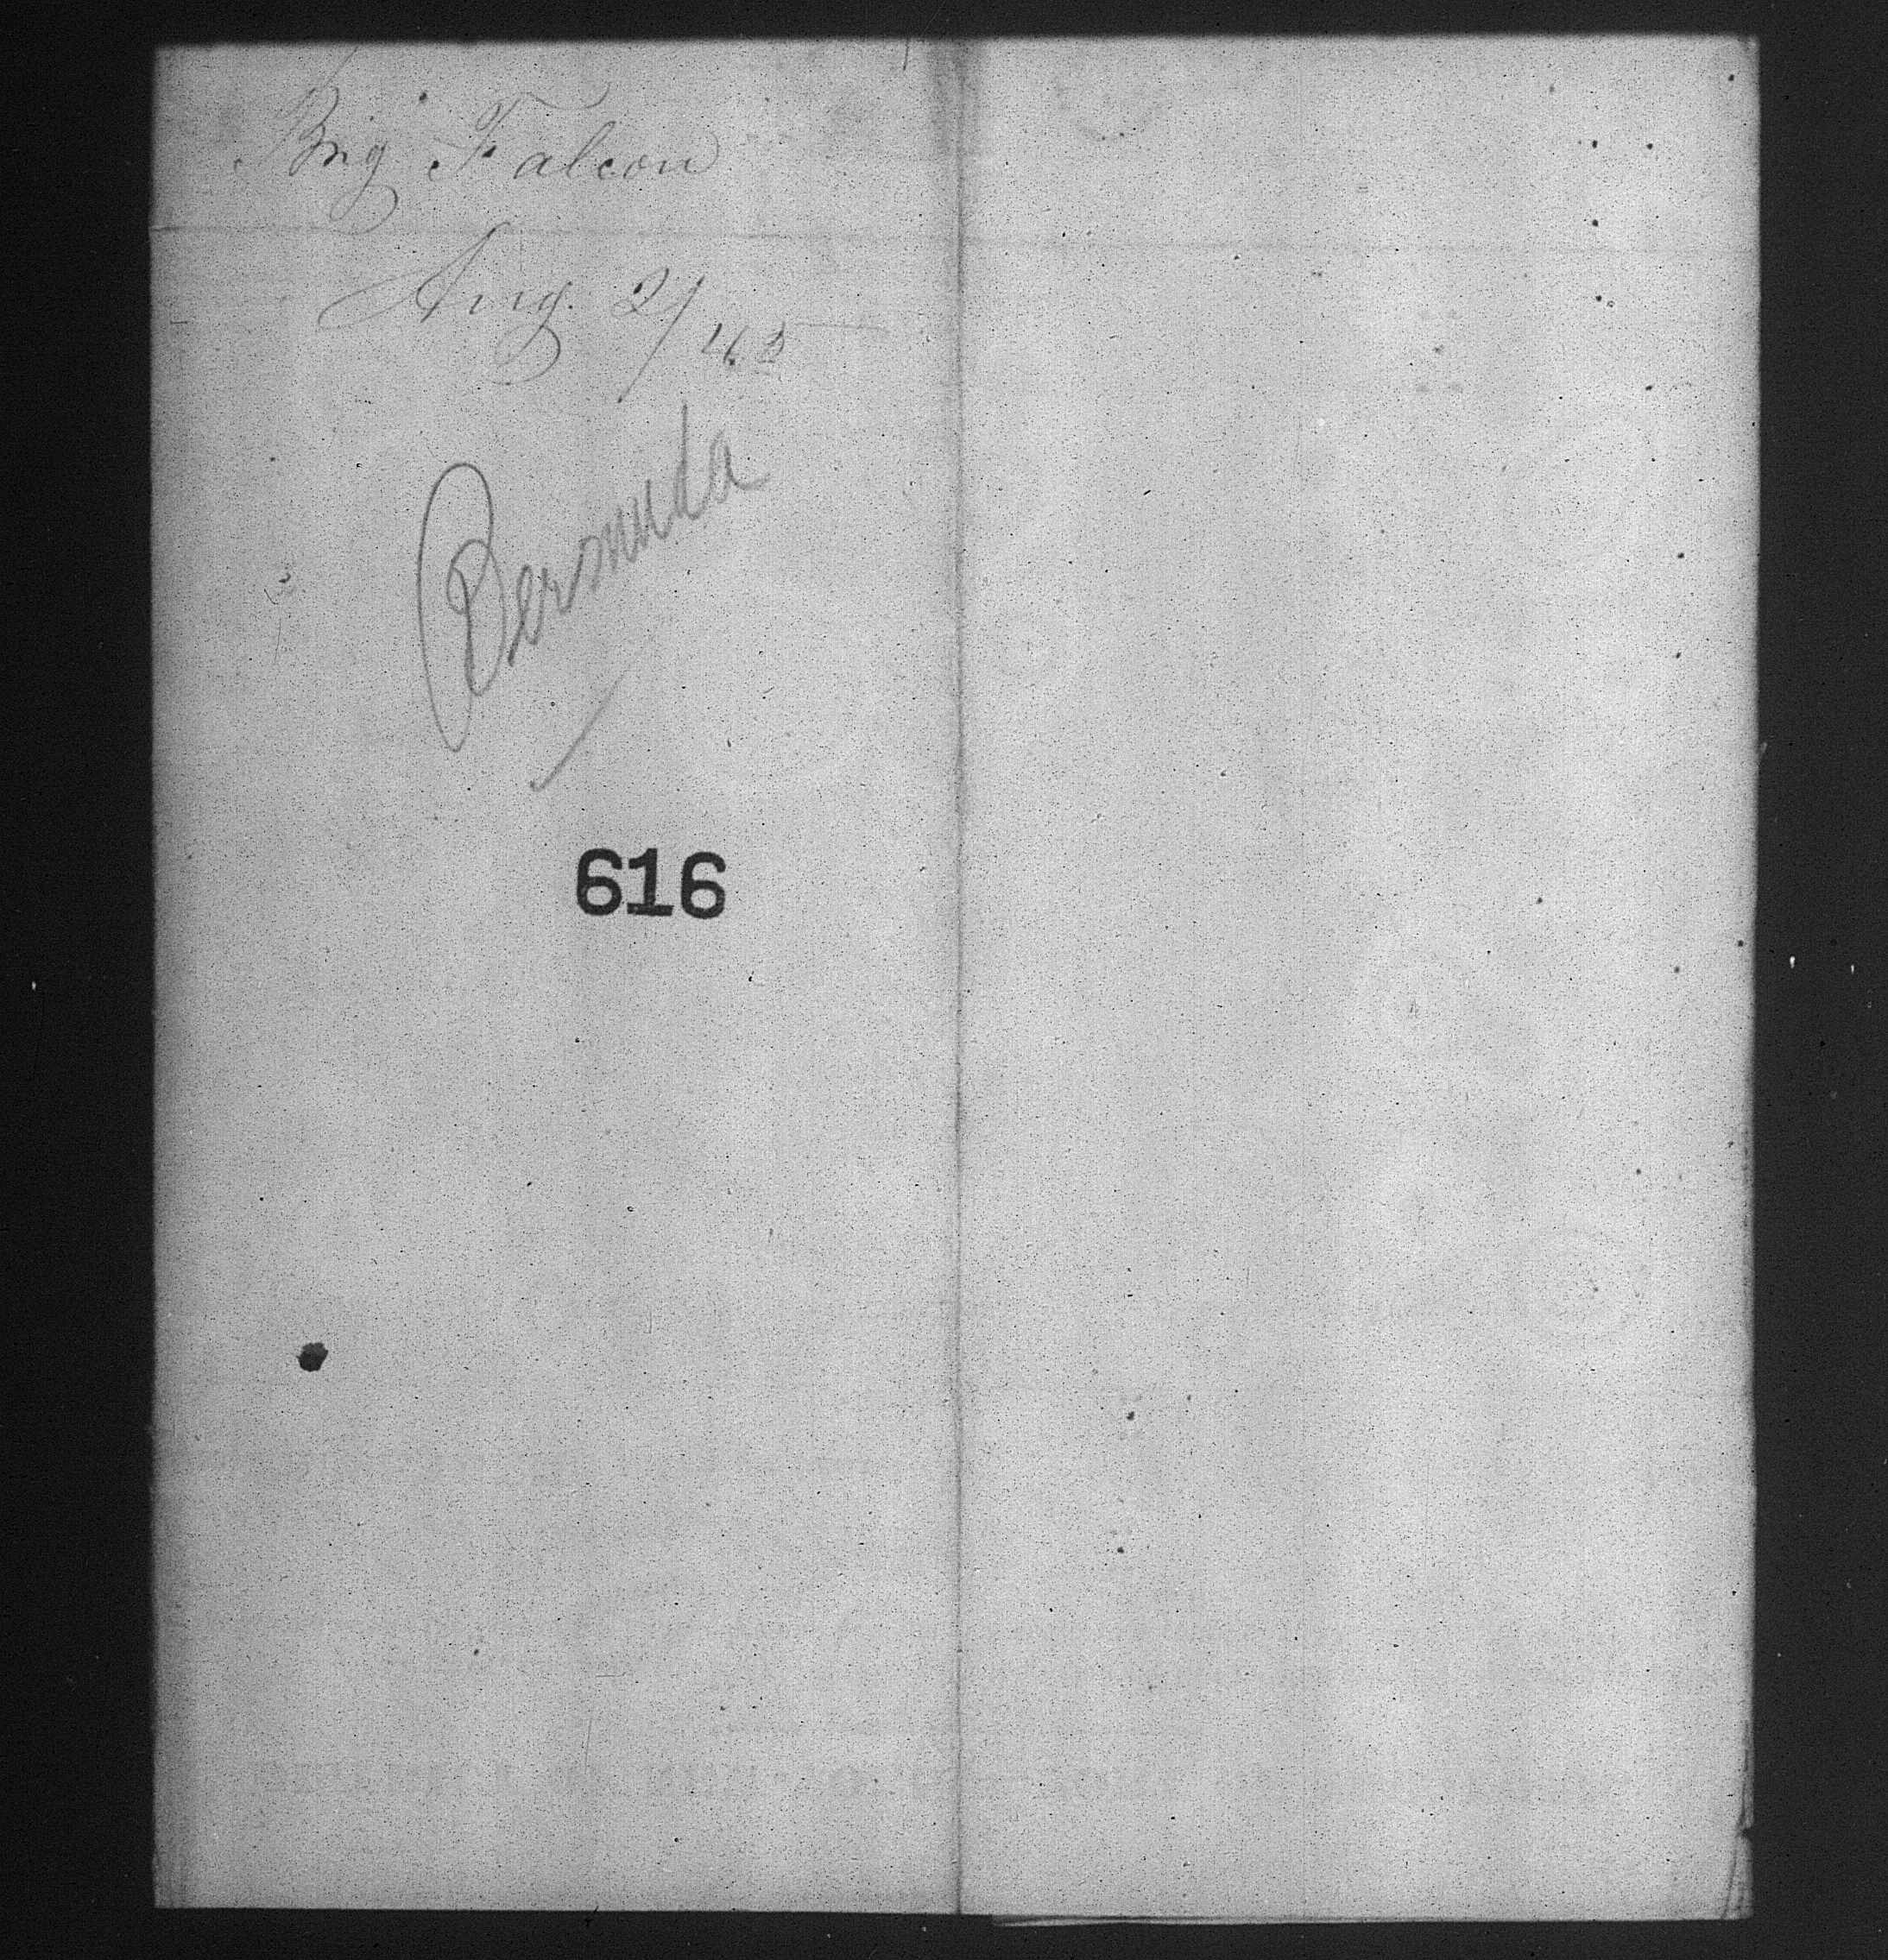 Brig Falcon
Aug. 2/45
Bermuda
616